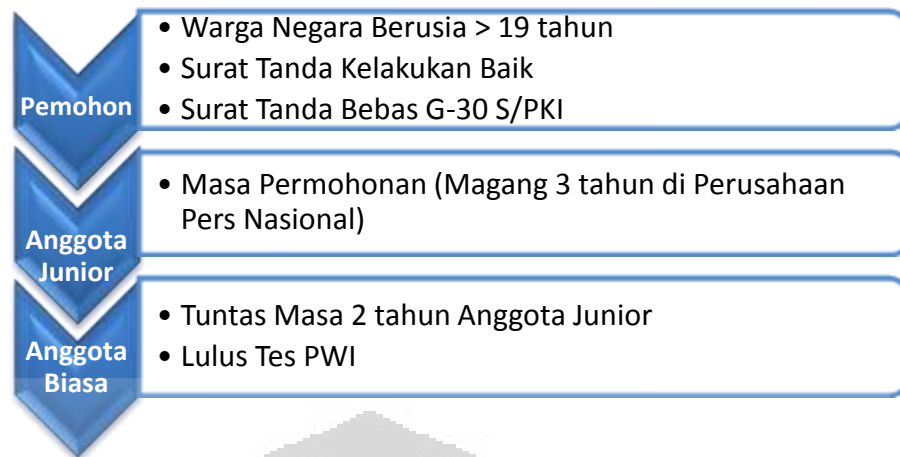 Pemohon
• Warga Negara Berusia > 19 tahun
• Surat Tanda Kelakukan Baik
• Surat Tanda Bebas G-30 S/PKI
Anggota
Junior
• Masa Permohonan (Magang 3 tahun di Perusahaan
Pers Nasional)
Anggota
Biasa
• Tuntas Masa 2 tahun Anggota Junior
• Lulus Tes PWI